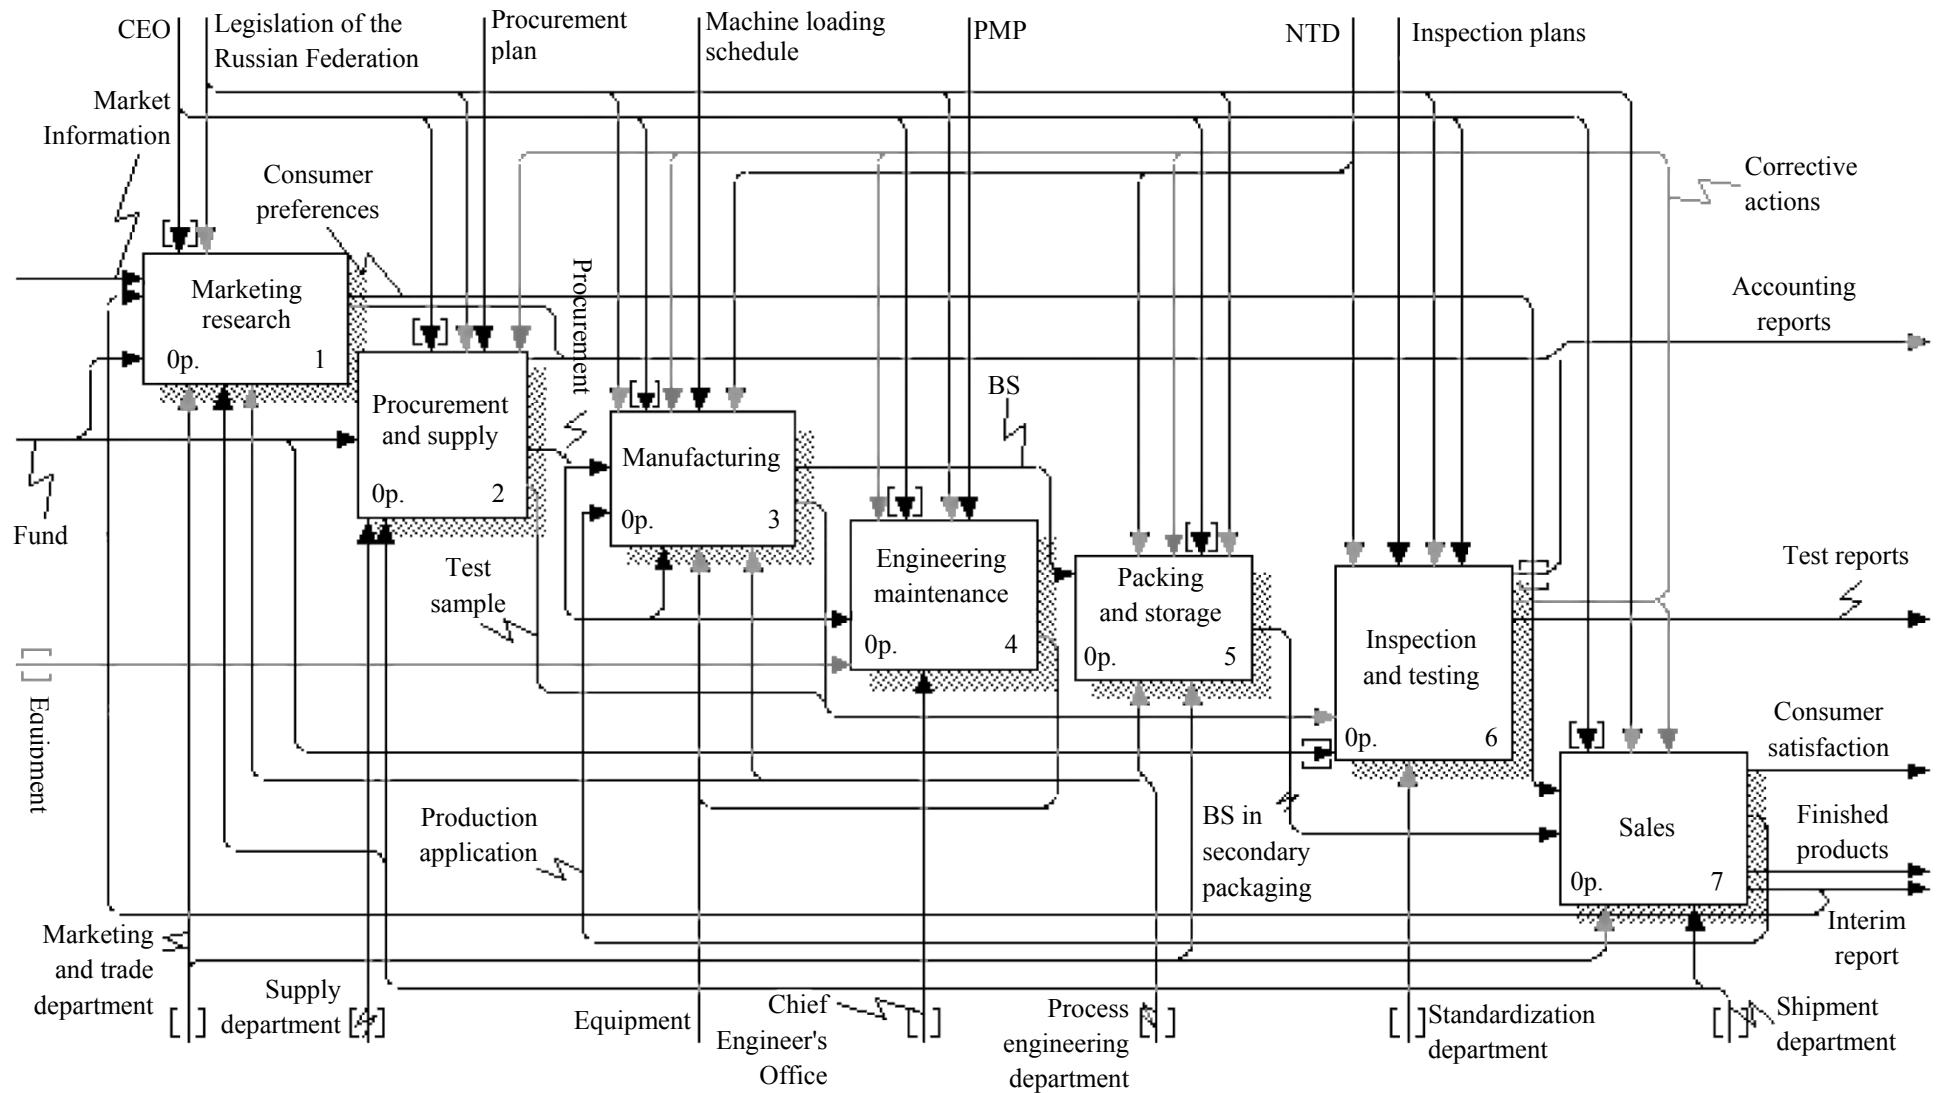 CEO
Legislation of the
Russian Federation
Procurement
plan
Machine loading
schedule
PMP
NTD
Inspection plans
Market
Information
Consumer
preferences
Corrective
actions
Procurement
Accounting
reports
Marketing
research
0p. 1
Procurement
and supply
0p. 2
BS
Manufacturing
0p. 3
Fund
Engineering
maintenance
0p. 4
Test
sample
Packing
and storage
0p. 5
Test reports
Inspection
and testing
0p. 6
Equipment
Consumer
satisfaction
Production
application
BS in
secondary
packaging
Sales
0p. 7
Finished
products
Interim
report
Marketing
and trade
department
Supply
department
Equipment
Chief
Engineer's
Office
Process
engineering
department
Standardization
department
Shipment
department